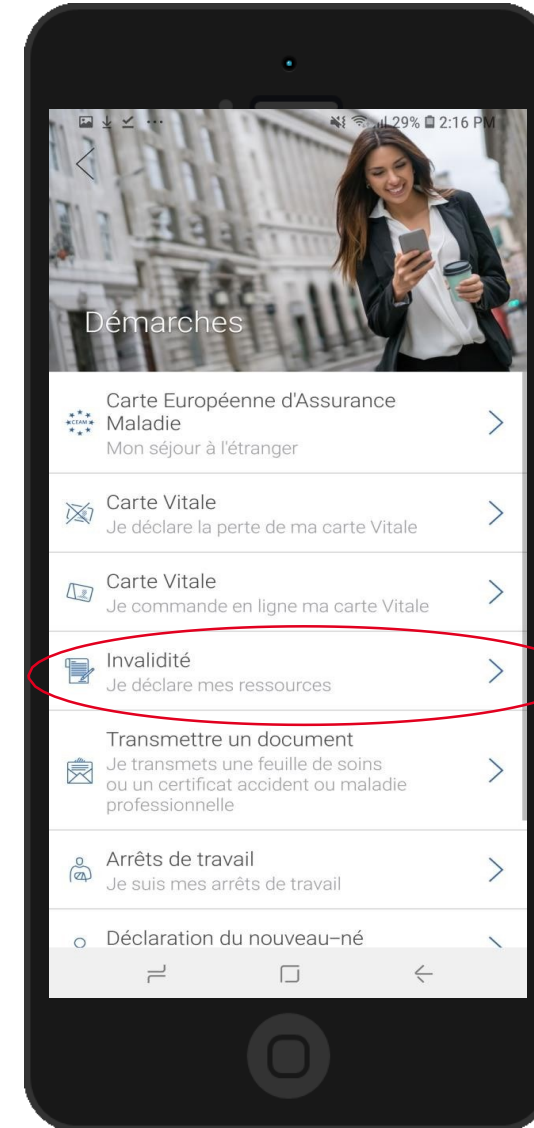 29% 2:16 PM
Démarches
Carte Européenne d'Assurance
Maladie
CEAM
Mon séjour à l'étranger
Carte Vitale
Je déclare la perte de ma carte Vitale
Carte Vitale
Je commande en ligne ma carte Vitale
Invalidité
Je déclare mes ressources
Transmettre un document
Je transmets une feuille de soins
ou un certificat accident ou maladie
professionnelle
Arrêts de travail
Je suis mes arrêts de travail
Déclaration du nouveau–né